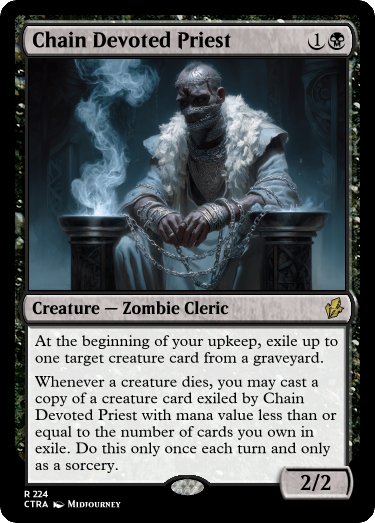 Chain Devoted Priest 1
Creature — Zombie Cleric
At the beginning of your upkeep, exile up to
one target creature card from a graveyard.
Whenever a creature dies, you may cast a
copy of a creature card exiled by Chain
Devoted Priest with mana value less than or
equal to the number of cards you own in
exile. Do this only once each turn and only
as a sorcery.
2/2
R 224
CTRA Midjourney